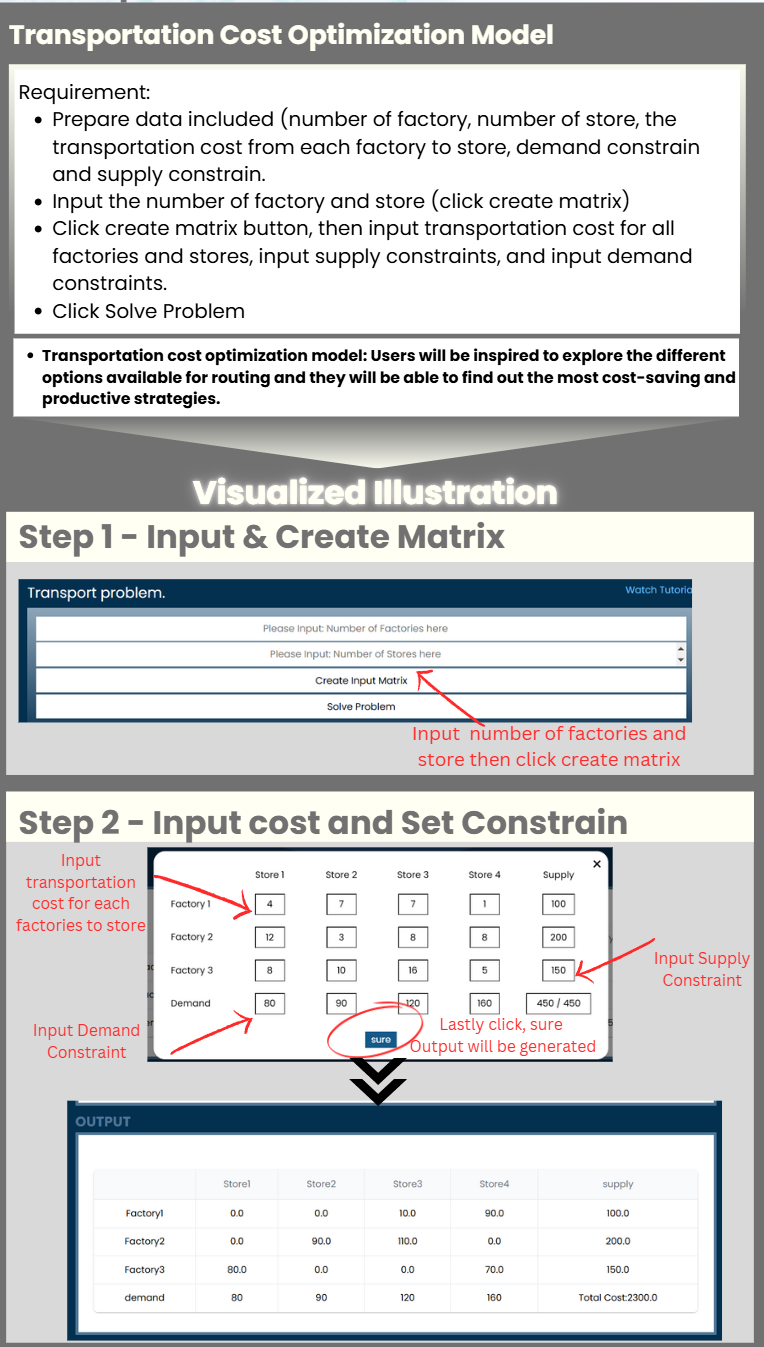 Transportation Cost Optimization Model
Requirement:
• Prepare data included (number of factory, number of store, the
transportation cost from each factory to store, demand constrain
and supply constrain.
• Input the number of factory and store (click create matrix)
• Click create matrix button, then input transportation cost for all
factories and stores, input supply constraints, and input demand
constraints.
• Click Solve Problem
• Transportation cost optimization model: Users will be inspired to explore the different
options available for routing and they will be able to find out the most cost-saving and
productive strategies.
Visualized Illustration
Step 1 - Input & Create Matrix
Transport problem. Watch Tutoria
Please Input: Number of Factories here
Please Input: Number of Stores here
Create Input Matrix
Solve Problem
Input number of factories and
store then click create matrix
Step 2 - Input cost and Set Constrain
Input
transportation
cost for each
factories to store
×
Store 1 Store 2 Store 3 Store 4 Supply
Factory 1 4 7 7 1 100
Factory 2 12 3 8 8 200
Factory 3 8 10 16 5 150
Demand 80 90 120 160 450 / 450
Input Supply
Constraint
Input Demand
Constraint
sure
Lastly click, sure
Output will be generated
OUTPUT
Store1 Store2 Store3 Store4 supply
Factory1 0.0 0.0 10.0 90.0 100.0
Factory2 0.0 90.0 110.0 0.0 200.0
Factory3 80.0 0.0 0.0 70.0 150.0
demand 80 90 120 160 Total Cost:2300.0